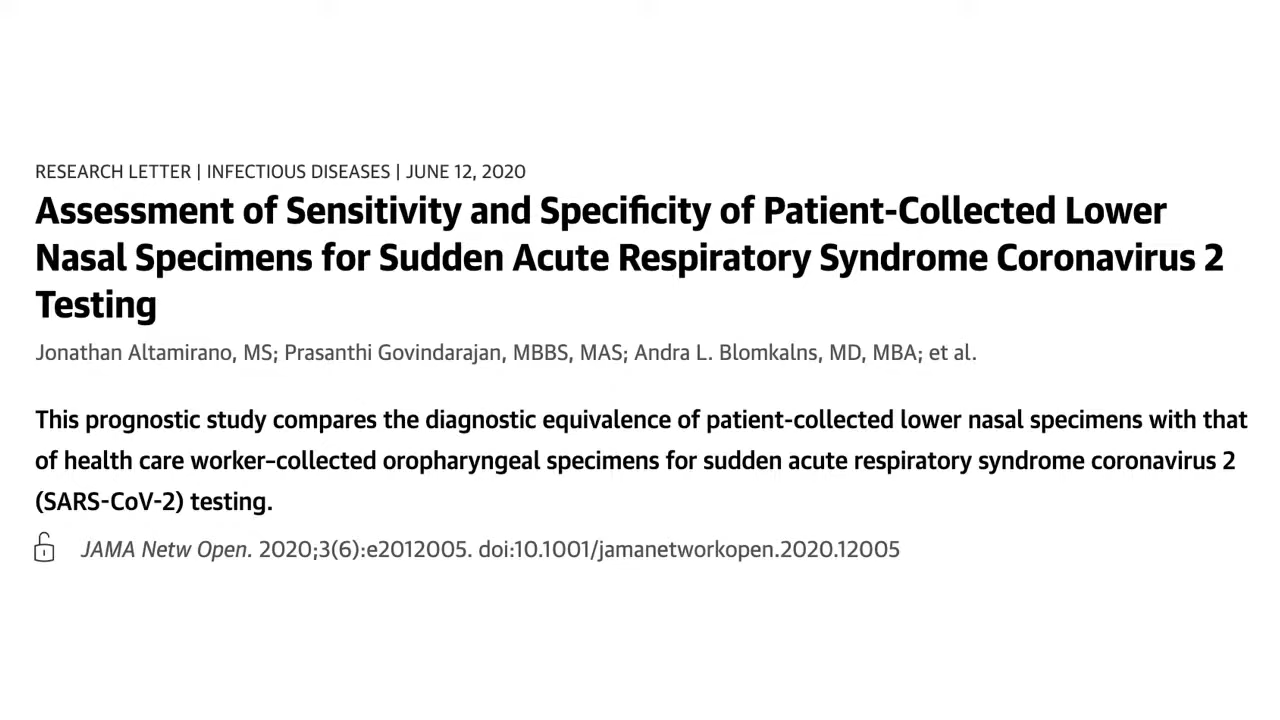 RESEARCH LETTER | INFECTIOUS DISEASES | JUNE 12, 2020
Assessment of Sensitivity and Specificity of Patient-Collected Lower
Nasal Specimens for Sudden Acute Respiratory Syndrome Coronavirus 2
Testing
Jonathan Altamirano, MS; Prasanthi Govindarajan, MBBS, MAS; Andra L. Blomkalns, MD, MBA; et al.
This prognostic study compares the diagnostic equivalence of patient-collected lower nasal specimens with that
of health care worker–collected oropharyngeal specimens for sudden acute respiratory syndrome coronavirus 2
(SARS-CoV-2) testing.
JAMA Netw Open. 2020;3(6):e2012005. doi:10.1001/jamanetworkopen.2020.12005